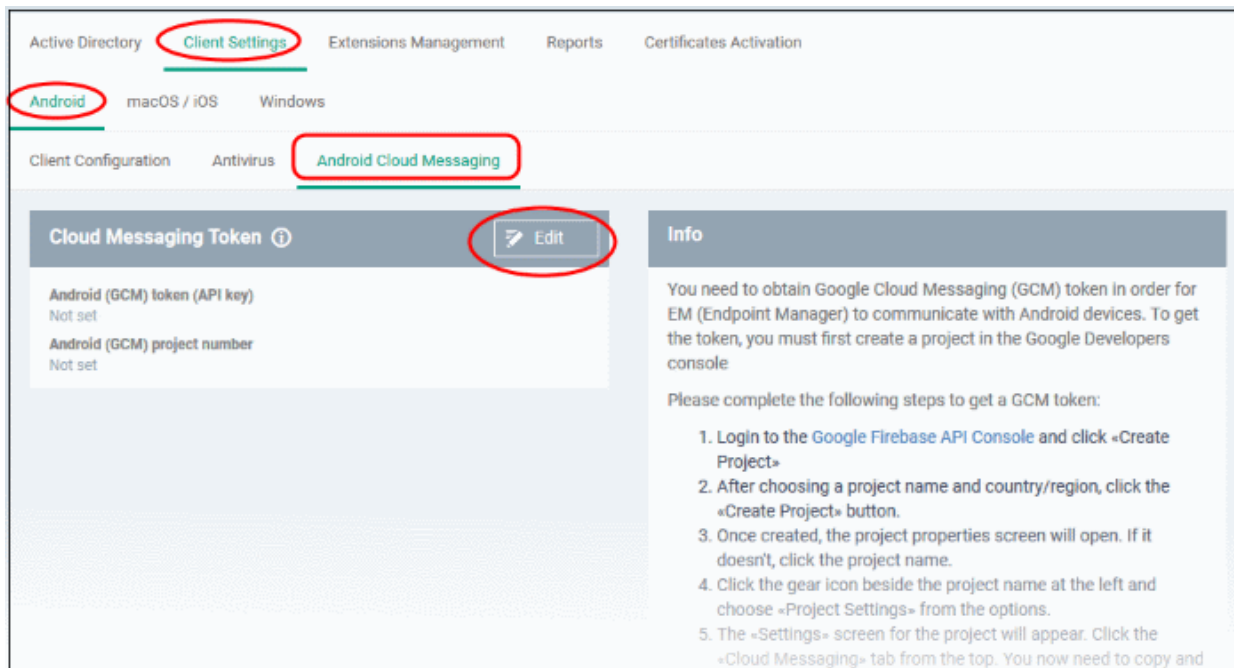 Active Directory Client Settings Extensions Management Reports Certificates Activation
Android macOS / iOS Windows
Client Configuration Antivirus Android Cloud Messaging
Cloud Messaging Token Edit
Android (GCM) token (API key)
Not set
Android (GCM) project number
Not set
Info
You need to obtain Google Cloud Messaging (GCM) token in order for
EM (Endpoint Manager) to communicate with Android devices. To get
the token, you must first create a project in the Google Developers
console
Please complete the following steps to get a GCM token:
1. Login to the Google Firebase API Console and click «Create
Project»
2. After choosing a project name and country/region, click the
«Create Project» button.
3. Once created, the project properties screen will open. If it
doesn't, click the project name.
4. Click the gear icon beside the project name at the left and
choose «Project Settings» from the options.
5. The «Settings» screen for the project will appear. Click the
«Cloud Messaging» tab from the top. You now need to copy and